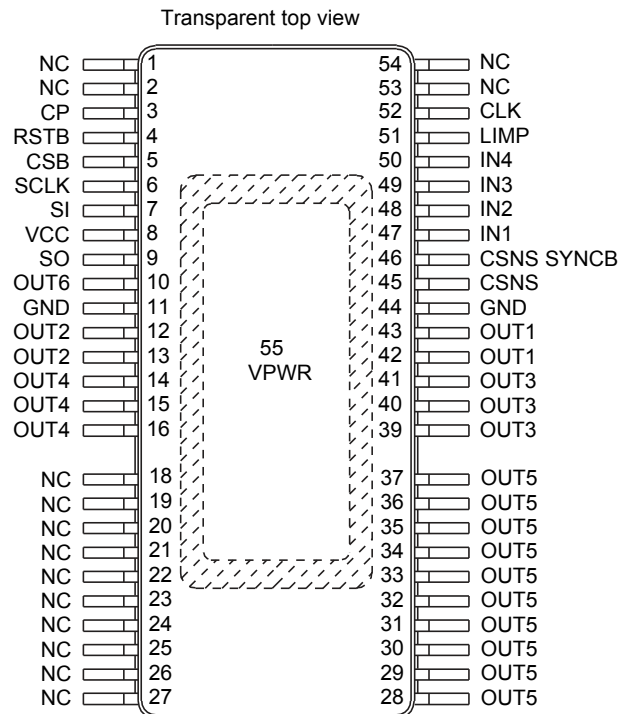 Transparent top view
NC 1 54 NC
NC 2 53 NC
CP 3 52 CLK
RSTB 4 51 LIMP
CSB 5 50 IN4
SCLK 6 49 IN3
SI 7 48 IN2
VCC 8 47 IN1
SO 9 46 CSNS SYNCB
OUT6 10 45 CSNS
GND 11 44 GND
OUT2 12 43 OUT1
OUT2 13 42 OUT1
OUT4 14 41 OUT3
OUT4 15 40 OUT3
OUT4 16 39 OUT3
55
VPWR
NC 18 37 OUT5
NC 19 36 OUT5
NC 20 35 OUT5
NC 21 34 OUT5
NC 22 33 OUT5
NC 23 32 OUT5
NC 24 31 OUT5
NC 25 30 OUT5
NC 26 29 OUT5
NC 27 28 OUT5